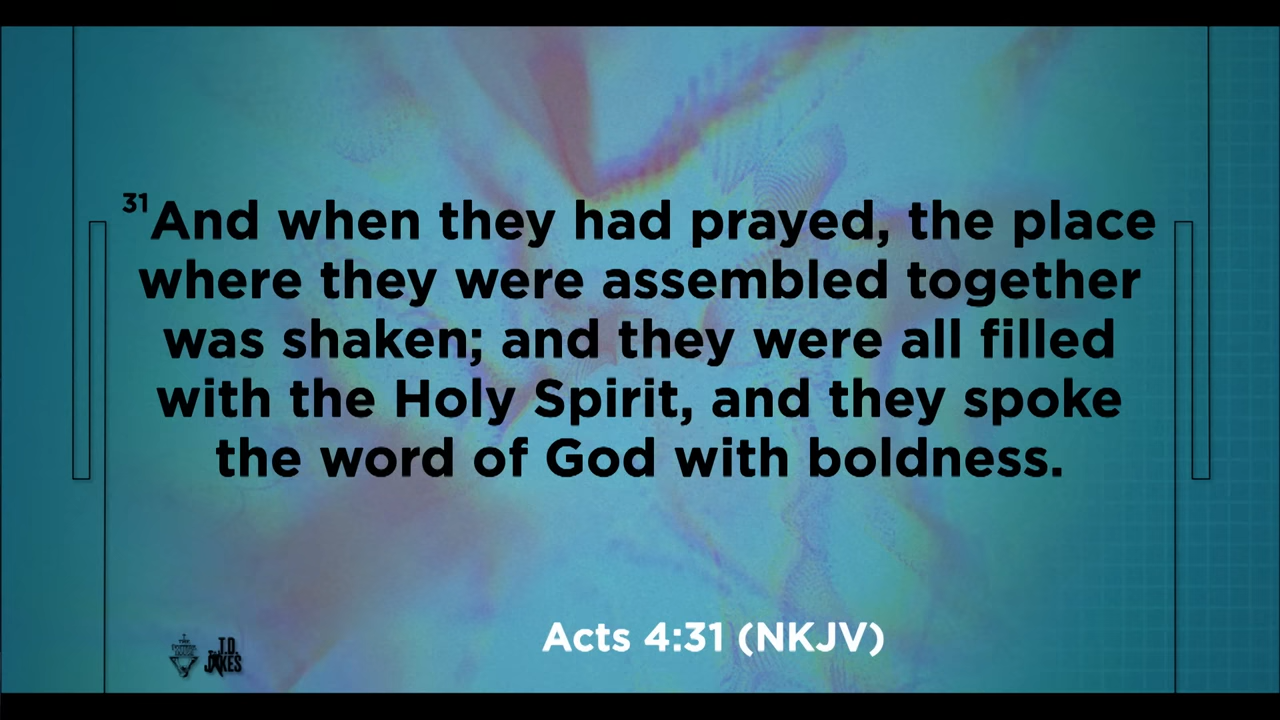 31And when they had prayed, the place
where they were assembled together
was shaken; and they were all filled
with the Holy Spirit, and they spoke
the word of God with boldness.
Acts 4:31 (NKJV)
T.D.
JAKES